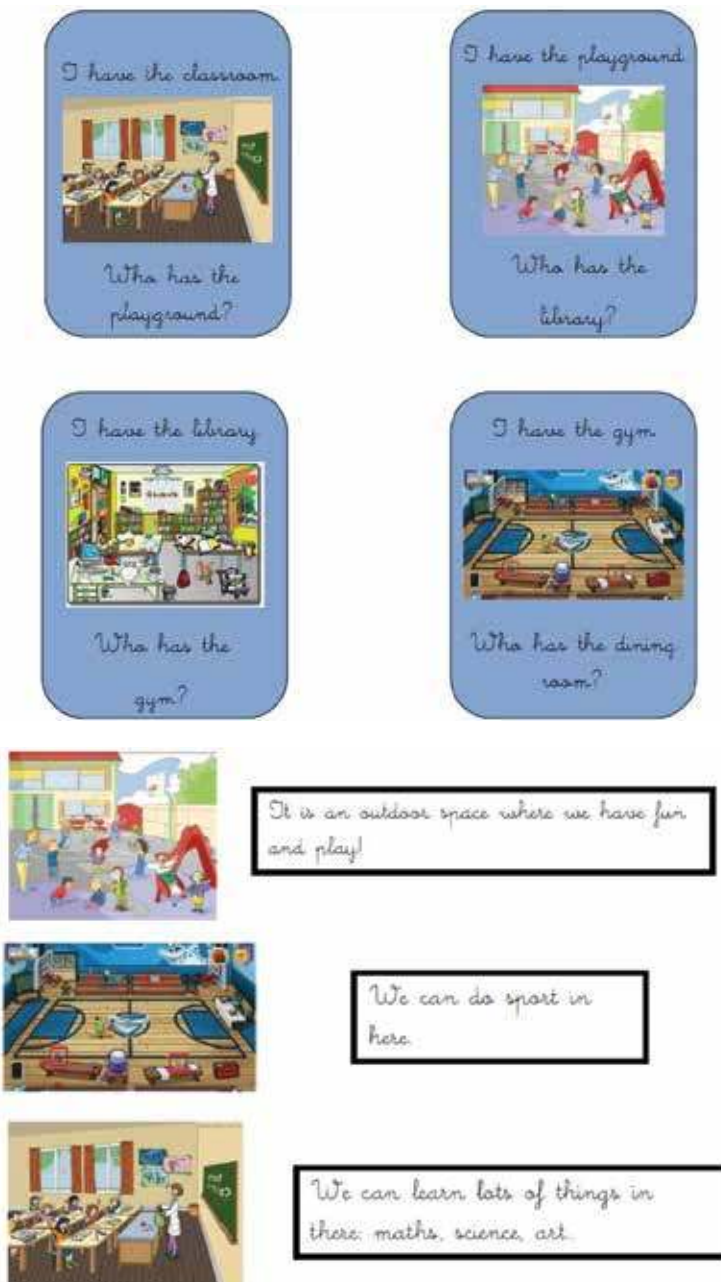 I have the classroom.
Who has the
playground?
I have the playground.
Who has the
library?
I have the library.
Who has the
gym?
I have the gym.
Who has the dining
room?
It is an outdoor space where we have fun
and play!
We can do sport in
here.
We can learn lots of things in
there: maths, science, art...